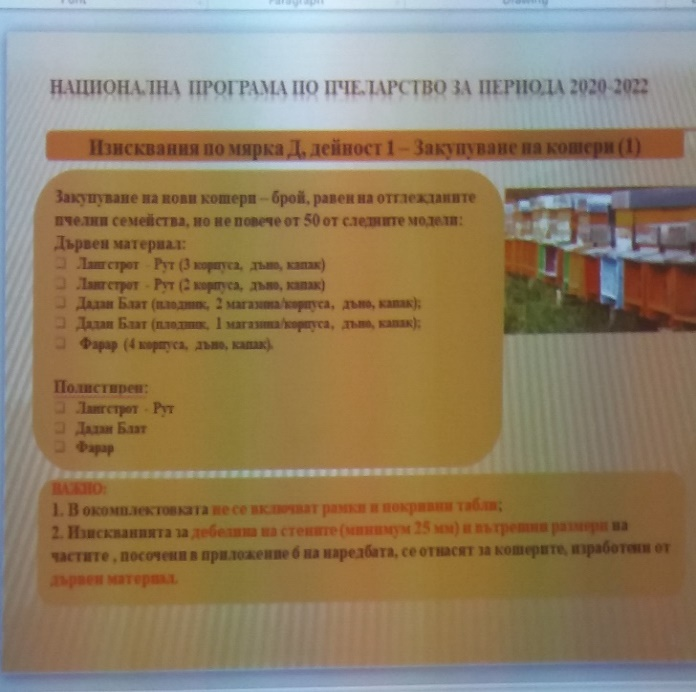 Font Paragraph Drawing
НАЦИОНАЛНА ПРОГРАМА ПО ПЧЕЛАРСТВО ЗА ПЕРИОДА 2020-2022
Изисквания по мярка Д, дейност 1 – Закупуване на кошери (1)
Закупуване на нови кошери – брой, равен на отглежданите
пчелни семейства, но не повече от 50 от следните модели:
Дървен материал:
❑ Лангстрот - Рут (3 корпуса, дъно, капак)
❑ Лангстрот - Рут (2 корпуса, дъно, капак)
❑ Дадан Блат (плодник, 2 магазина/корпуса, дъно, капак);
❑ Дадан Блат (плодник, 1 магазина/корпуса, дъно, капак);
❑ Фарар (4 корпуса, дъно, капак).
Полистирен:
❑ Лангстрот - Рут
❑ Дадан Блат
❑ Фарар
ВАЖНО:
1. В окомплектовката не се включват рамки и покривни табли;
2. Изискванията за дебелина на стените (минимум 25 мм) и вътрешни размери на
частите , посочени в приложение 6 на наредбата, се отнасят за кошерите, изработени от
дървен материал.